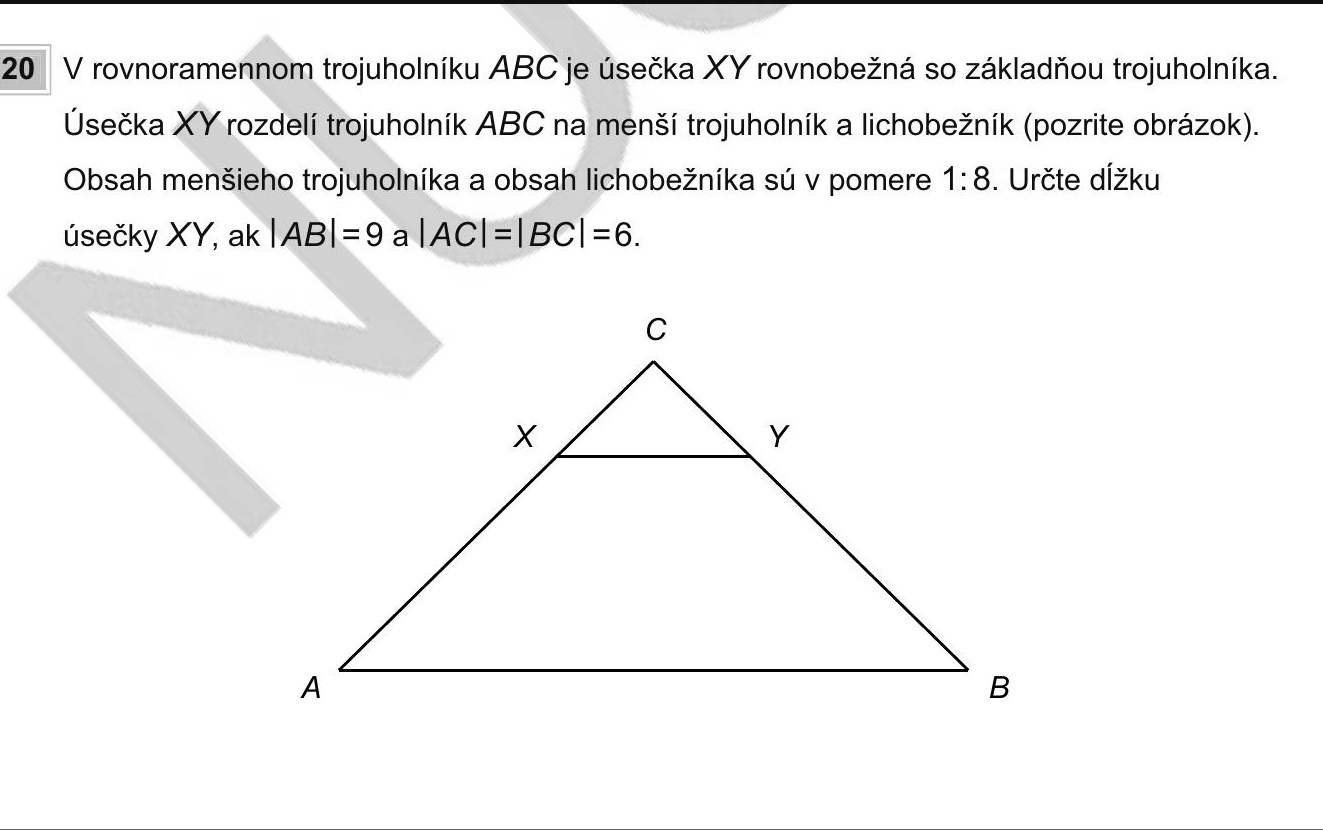 20 V rovnoramennom trojuholníku ABC je úsečka XY rovnobežná so základňou trojuholníka.
Úsečka XY rozdelí trojuholník ABC na menší trojuholník a lichobežník (pozrite obrázok).
Obsah menšieho trojuholníka a obsah lichobežníka sú v pomere 1:8. Určte dĺžku
úsečky XY, ak |AB|=9 a |AC|=|BC|=6.
C
X Y
A B